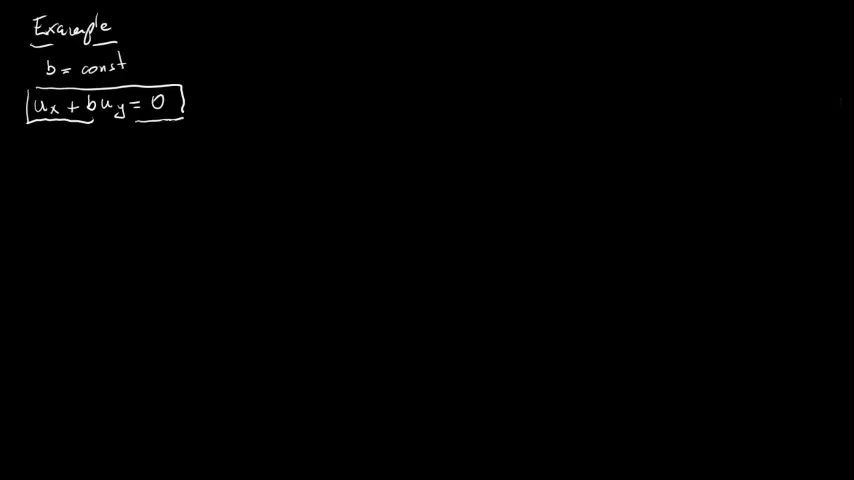 Example
b = const
u_x + b u_y = 0